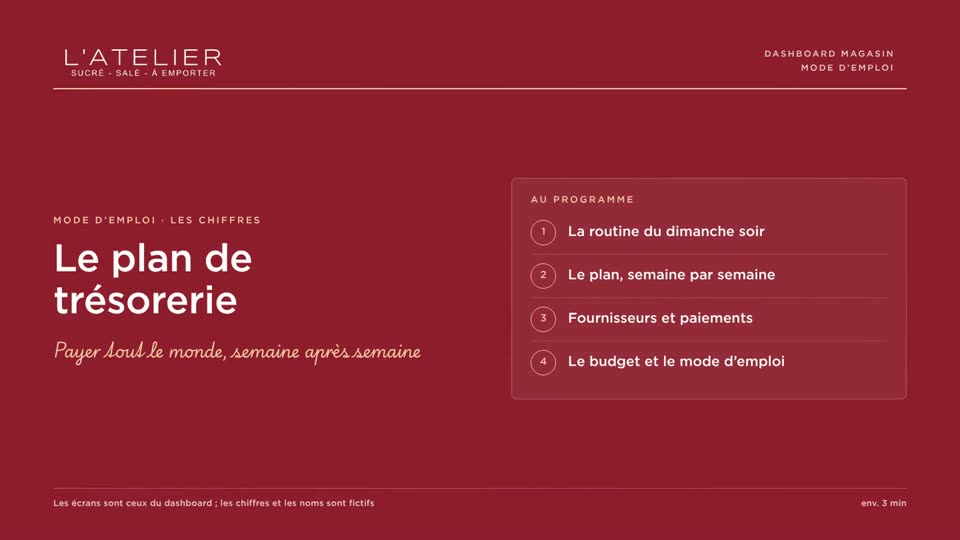 L'ATELIER
SUCRÉ - SALÉ - À EMPORTER
DASHBOARD MAGASIN
MODE D'EMPLOI
MODE D'EMPLOI · LES CHIFFRES
Le plan de
trésorerie
Payer tout le monde, semaine après semaine
AU PROGRAMME
1 La routine du dimanche soir
2 Le plan, semaine par semaine
3 Fournisseurs et paiements
4 Le budget et le mode d'emploi
Les écrans sont ceux du dashboard ; les chiffres et les noms sont fictifs
env. 3 min